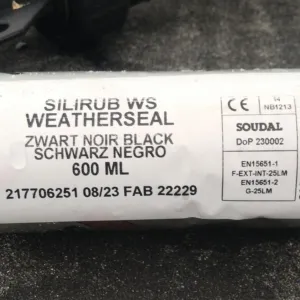 SILIRUB WS
WEATHERSEAL
ZWART NOIR BLACK
SCHWARZ NEGRO
600 ML
217706251 08/23 FAB 22229
CE
14
NB1213
SOUDAL
DoP 230002
EN15651-1
F-EXT-INT-25LM
EN15651-2
G-25LM